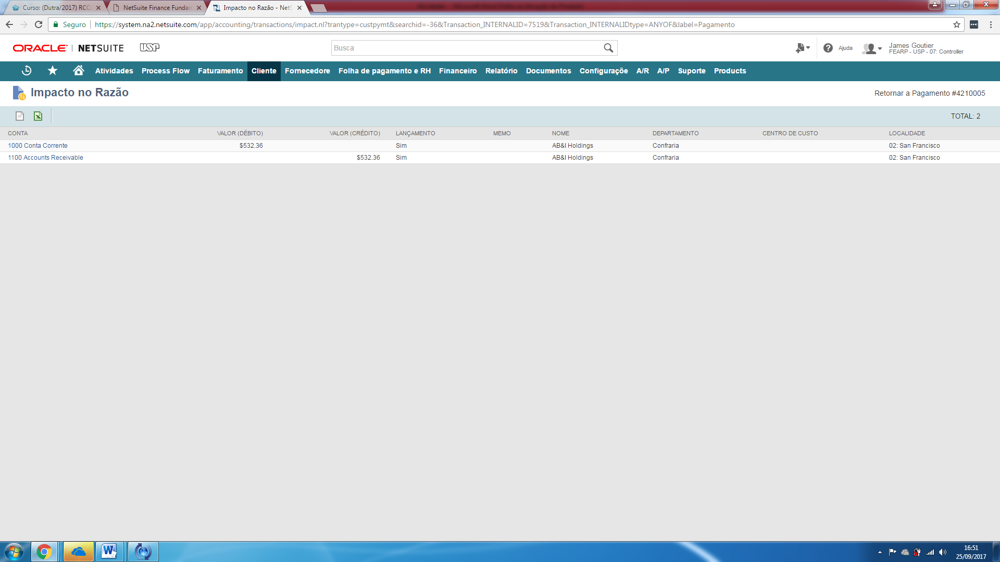 Curso: (Dutra/2017) RCC
NetSuite Finance Fundan
Impacto no Razão - NetS
Seguro
https://system.na2.netsuite.com/app/accounting/transactions/impact.nl?trantype=custpymt&searchid=-36&Transaction_INTERNALID=7519&Transaction_INTERNALIDtype=ANYOF&label=Pagamento
ORACLE | NETSUITE USP
Busca
Ajuda
James Goutier
FEARP - USP - 07: Controller
Atividades Process Flow Faturamento Cliente Fornecedore Folha de pagamento e RH Financeiro Relatório Documentos Configuraçõe A/R A/P Suporte Products
Impacto no Razão
Retornar a Pagamento #4210005
TOTAL: 2
CONTA VALOR (DÉBITO) VALOR (CRÉDITO) LANÇAMENTO MEMO NOME DEPARTAMENTO CENTRO DE CUSTO LOCALIDADE
1000 Conta Corrente $532.36 Sim AB&I Holdings Confraria 02: San Francisco
1100 Accounts Receivable $532.36 Sim AB&I Holdings Confraria 02: San Francisco
16:51
25/09/2017